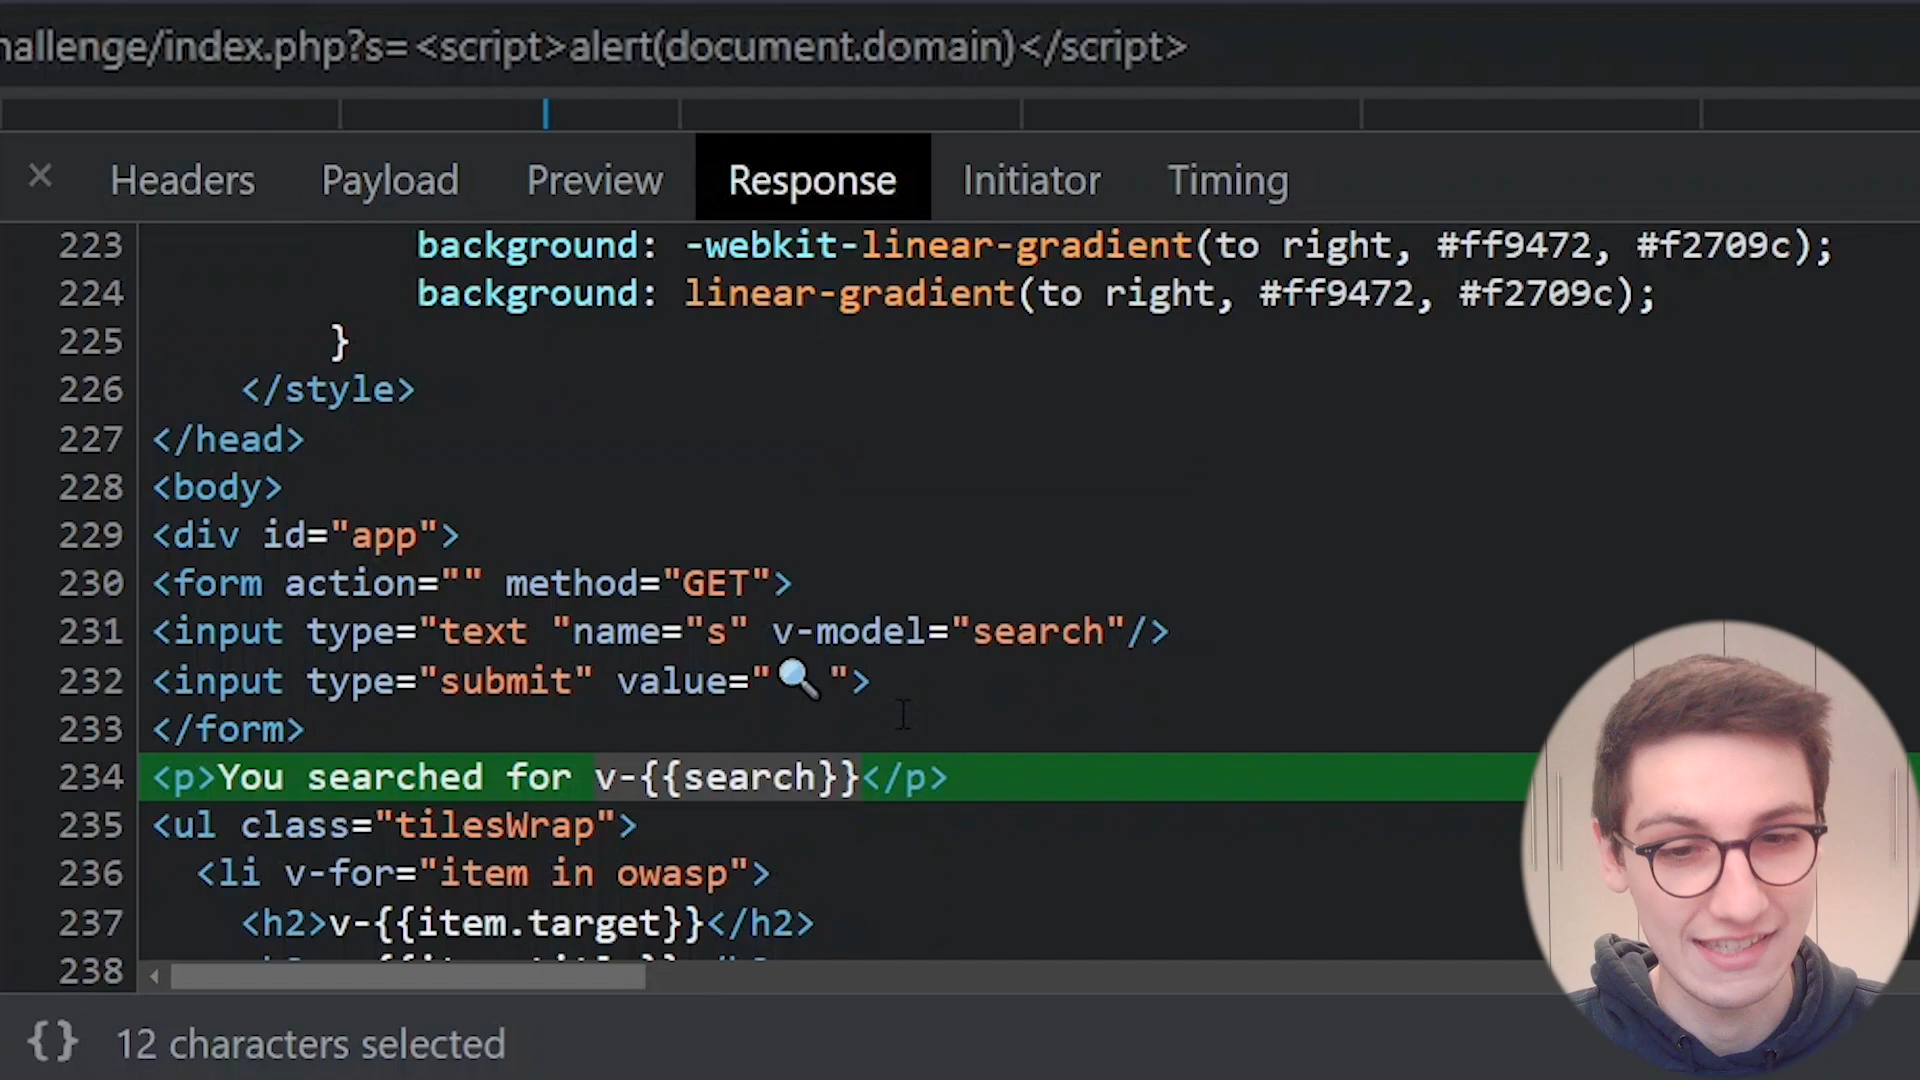 hallenge/index.php?s=<script>alert(document.domain)</script>
× Headers Payload Preview Response Initiator Timing
223 background: -webkit-linear-gradient(to right, #ff9472, #f2709c);
224 background: linear-gradient(to right, #ff9472, #f2709c);
225 }
226 </style>
227 </head>
228 <body>
229 <div id="app">
230 <form action="" method="GET">
231 <input type="text "name="s" v-model="search"/>
232 <input type="submit" value="🔍 ">
233 </form>
234 <p>You searched for v-{{search}}</p>
235 <ul class="tilesWrap">
236 <li v-for="item in owasp">
237 <h2>v-{{item.target}}</h2>
238
{} 12 characters selected